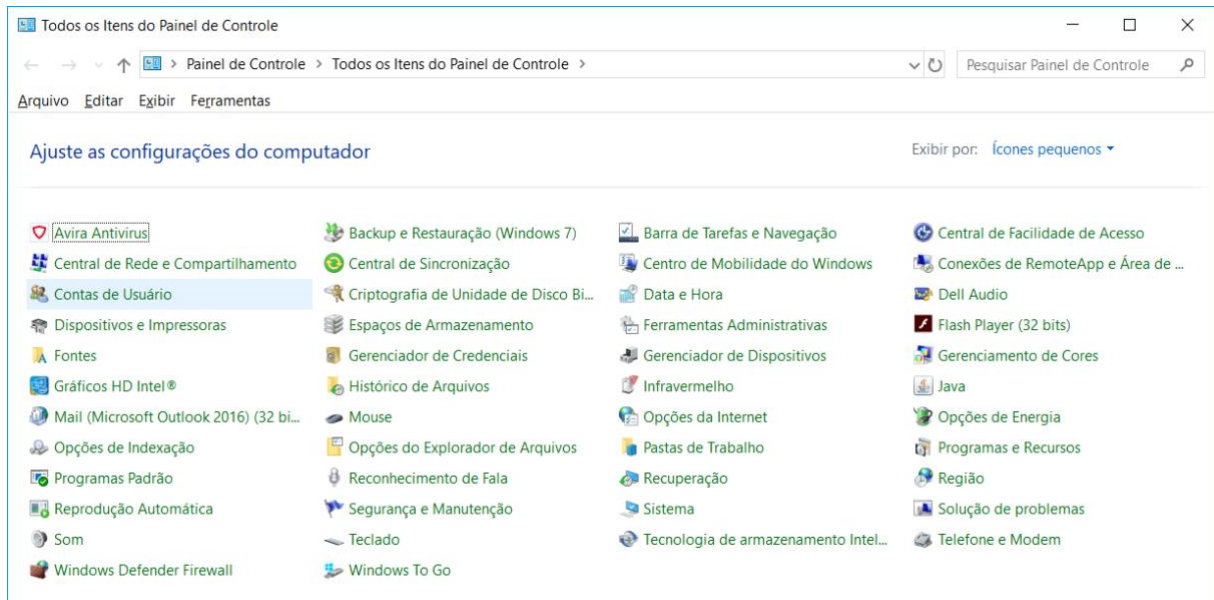 Todos os Itens do Painel de Controle
Painel de Controle > Todos os Itens do Painel de Controle >
Pesquisar Painel de Controle
Arquivo Editar Exibir Ferramentas
Ajuste as configurações do computador
Exibir por: Ícones pequenos
Avira Antivirus Backup e Restauração (Windows 7) Barra de Tarefas e Navegação Central de Facilidade de Acesso
Central de Rede e Compartilhamento Central de Sincronização Centro de Mobilidade do Windows Conexões de RemoteApp e Área de ...
Contas de Usuário Criptografia de Unidade de Disco Bi... Data e Hora Dell Audio
Dispositivos e Impressoras Espaços de Armazenamento Ferramentas Administrativas Flash Player (32 bits)
Fontes Gerenciador de Credenciais Gerenciador de Dispositivos Gerenciamento de Cores
Gráficos HD Intel® Histórico de Arquivos Infravermelho Java
Mail (Microsoft Outlook 2016) (32 bi... Mouse Opções da Internet Opções de Energia
Opções de Indexação Opções do Explorador de Arquivos Pastas de Trabalho Programas e Recursos
Programas Padrão Reconhecimento de Fala Recuperação Região
Reprodução Automática Segurança e Manutenção Sistema Solução de problemas
Som Teclado Tecnologia de armazenamento Intel... Telefone e Modem
Windows Defender Firewall Windows To Go